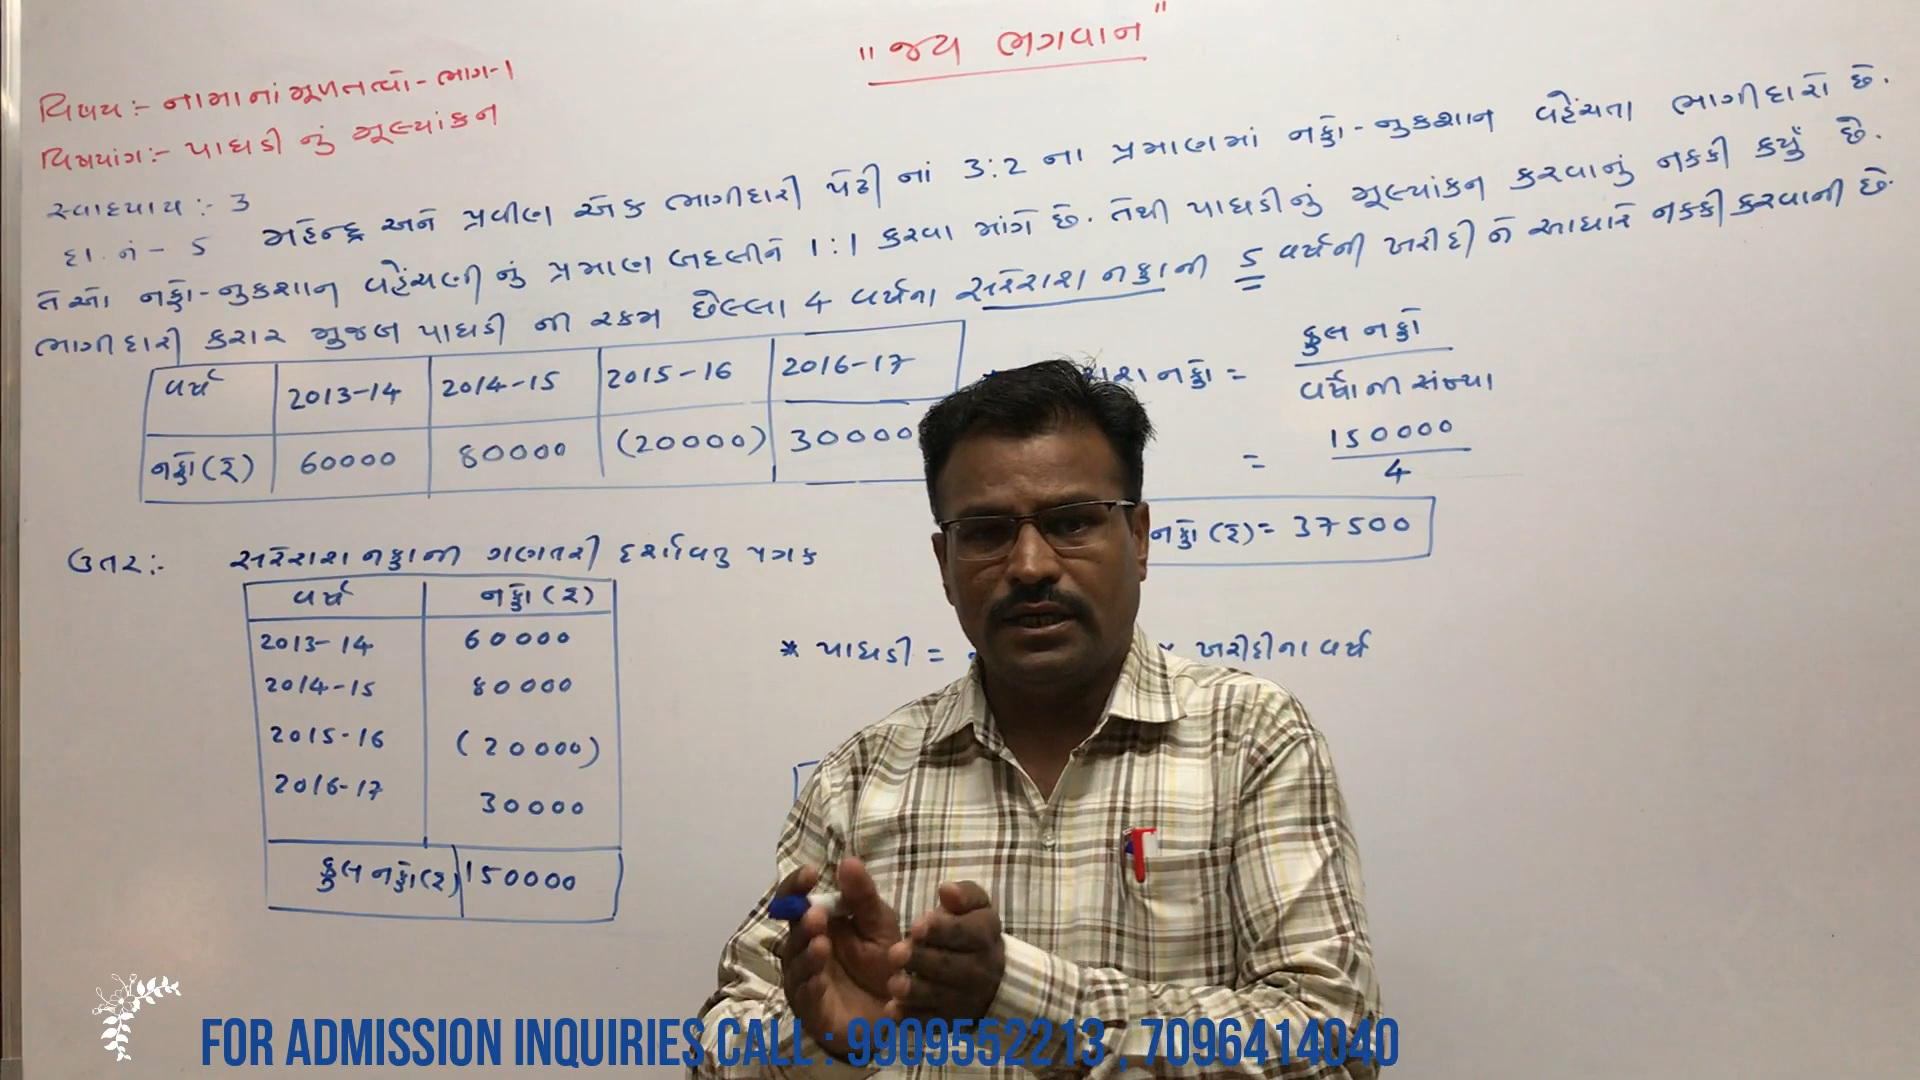 "જય ભગવાન"
વિષય:- નામાનાં મૂળતત્વો - ભાગ-1
વિષયાંગ:- પાઘડી નું મૂલ્યાંકન
સ્વાધ્યાય:- 3
દા.નં - 5 મહેન્દ્ર અને પ્રવીણ એક ભાગીદારી પેઢી નાં 3:2 ના પ્રમાણમાં નફો-નુકશાન વહેંચતા ભાગીદારો છે.
તેઓ નફો-નુકશાન વહેંચણી નું પ્રમાણ બદલીને 1:1 કરવા માંગે છે. તેથી પાઘડીનું મૂલ્યાંકન કરવાનું નક્કી કર્યું છે.
ભાગીદારી કરાર મુજબ પાઘડી ની રકમ છેલ્લા 4 વર્ષના સરેરાશ નફાની 5 વર્ષની ખરીદી ને આધારે નક્કી કરવાની છે.
વર્ષ 2013-14 2014-15 2015-16 2016-17
નફો(રૂ) 60000 80000 (20000) 30000
નફો = કુલ નફો
વર્ષોની સંખ્યા
= 150000
4
નફો(રૂ)= 37500
ઉતર:- સરેરાશ નફાની ગણતરી દર્શાવતુ પત્રક
વર્ષ નફો(રૂ)
2013-14 60000
2014-15 80000
2015-16 (20000)
2016-17 30000
કુલ નફો(રૂ) 150000
* પાઘડી = × ખરીદીના વર્ષ
FOR ADMISSION INQUIRIES CALL : 9909552213 , 7096414040